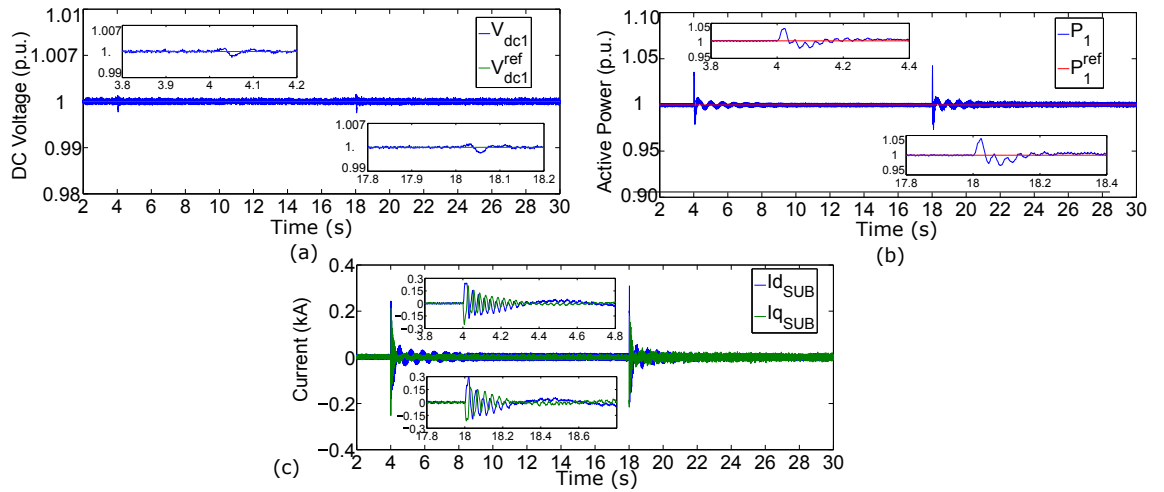 1.01
1.007
1
0.99
0.98
DC Voltage (p.u.)
1.007
1.
0.99
3.8 3.9 4 4.1 4.2
V_dc1
V_dc1^ref
1.007
1.
0.99
17.8 17.9 18 18.1 18.2
2 4 6 8 10 12 14 16 18 20 22 24 26 28 30
Time (s)
(a)
1.10
1.05
1
0.95
0.90
Active Power (p.u.)
1.05
1
0.95
3.8 4 4.2 4.4
P_1
P_1^ref
1.05
1
0.95
17.8 18 18.2 18.4
2 4 6 8 10 12 14 16 18 20 22 24 26 28 30
Time (s)
(b)
0.4
0.2
0
−0.2
−0.4
Current (kA)
0.3
0.15
0
−0.15
−0.3
3.8 4 4.2 4.4 4.6 4.8
Id_SUB
Iq_SUB
0.3
0.15
0
−0.15
−0.3
17.8 18 18.2 18.4 18.6
2 4 6 8 10 12 14 16 18 20 22 24 26 28 30
Time (s)
(c)